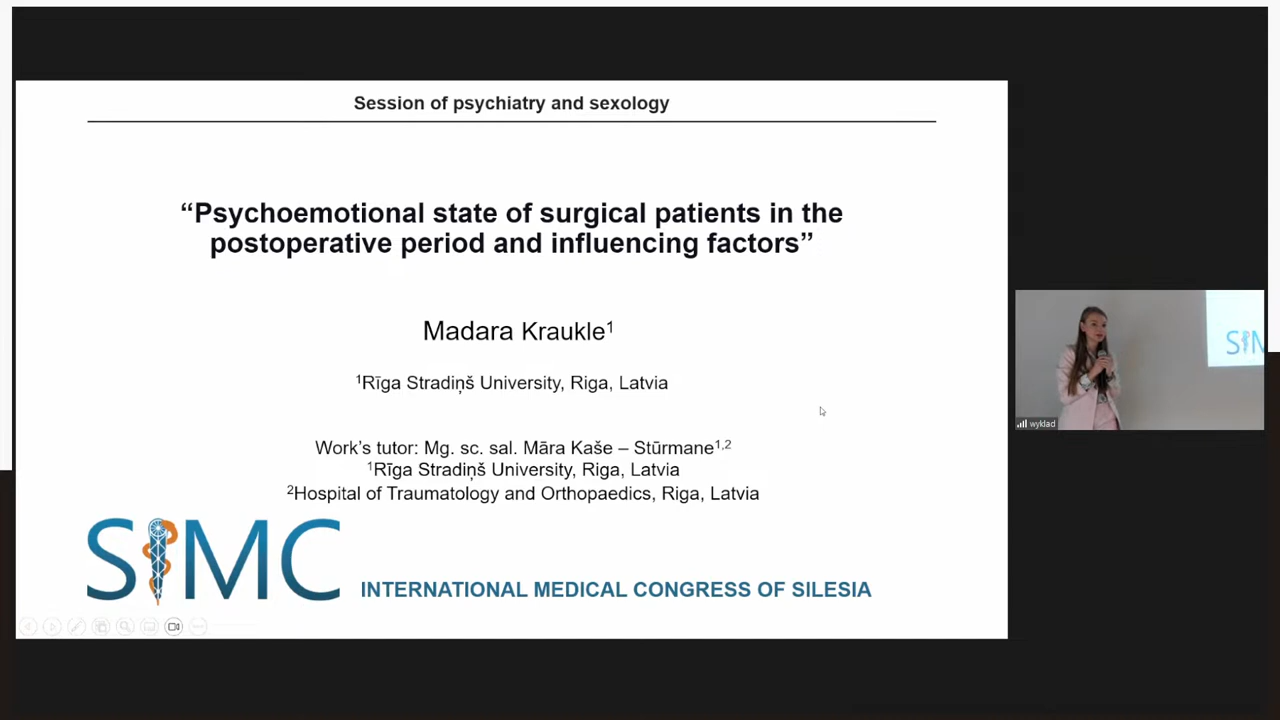 Session of psychiatry and sexology
“Psychoemotional state of surgical patients in the
postoperative period and influencing factors”
Madara Kraukle¹
¹Rīga Stradiņš University, Riga, Latvia
Work’s tutor: Mg. sc. sal. Māra Kaše – Stūrmane¹,²
¹Rīga Stradiņš University, Riga, Latvia
²Hospital of Traumatology and Orthopaedics, Riga, Latvia
SIMC
INTERNATIONAL MEDICAL CONGRESS OF SILESIA
SIM
wyklad